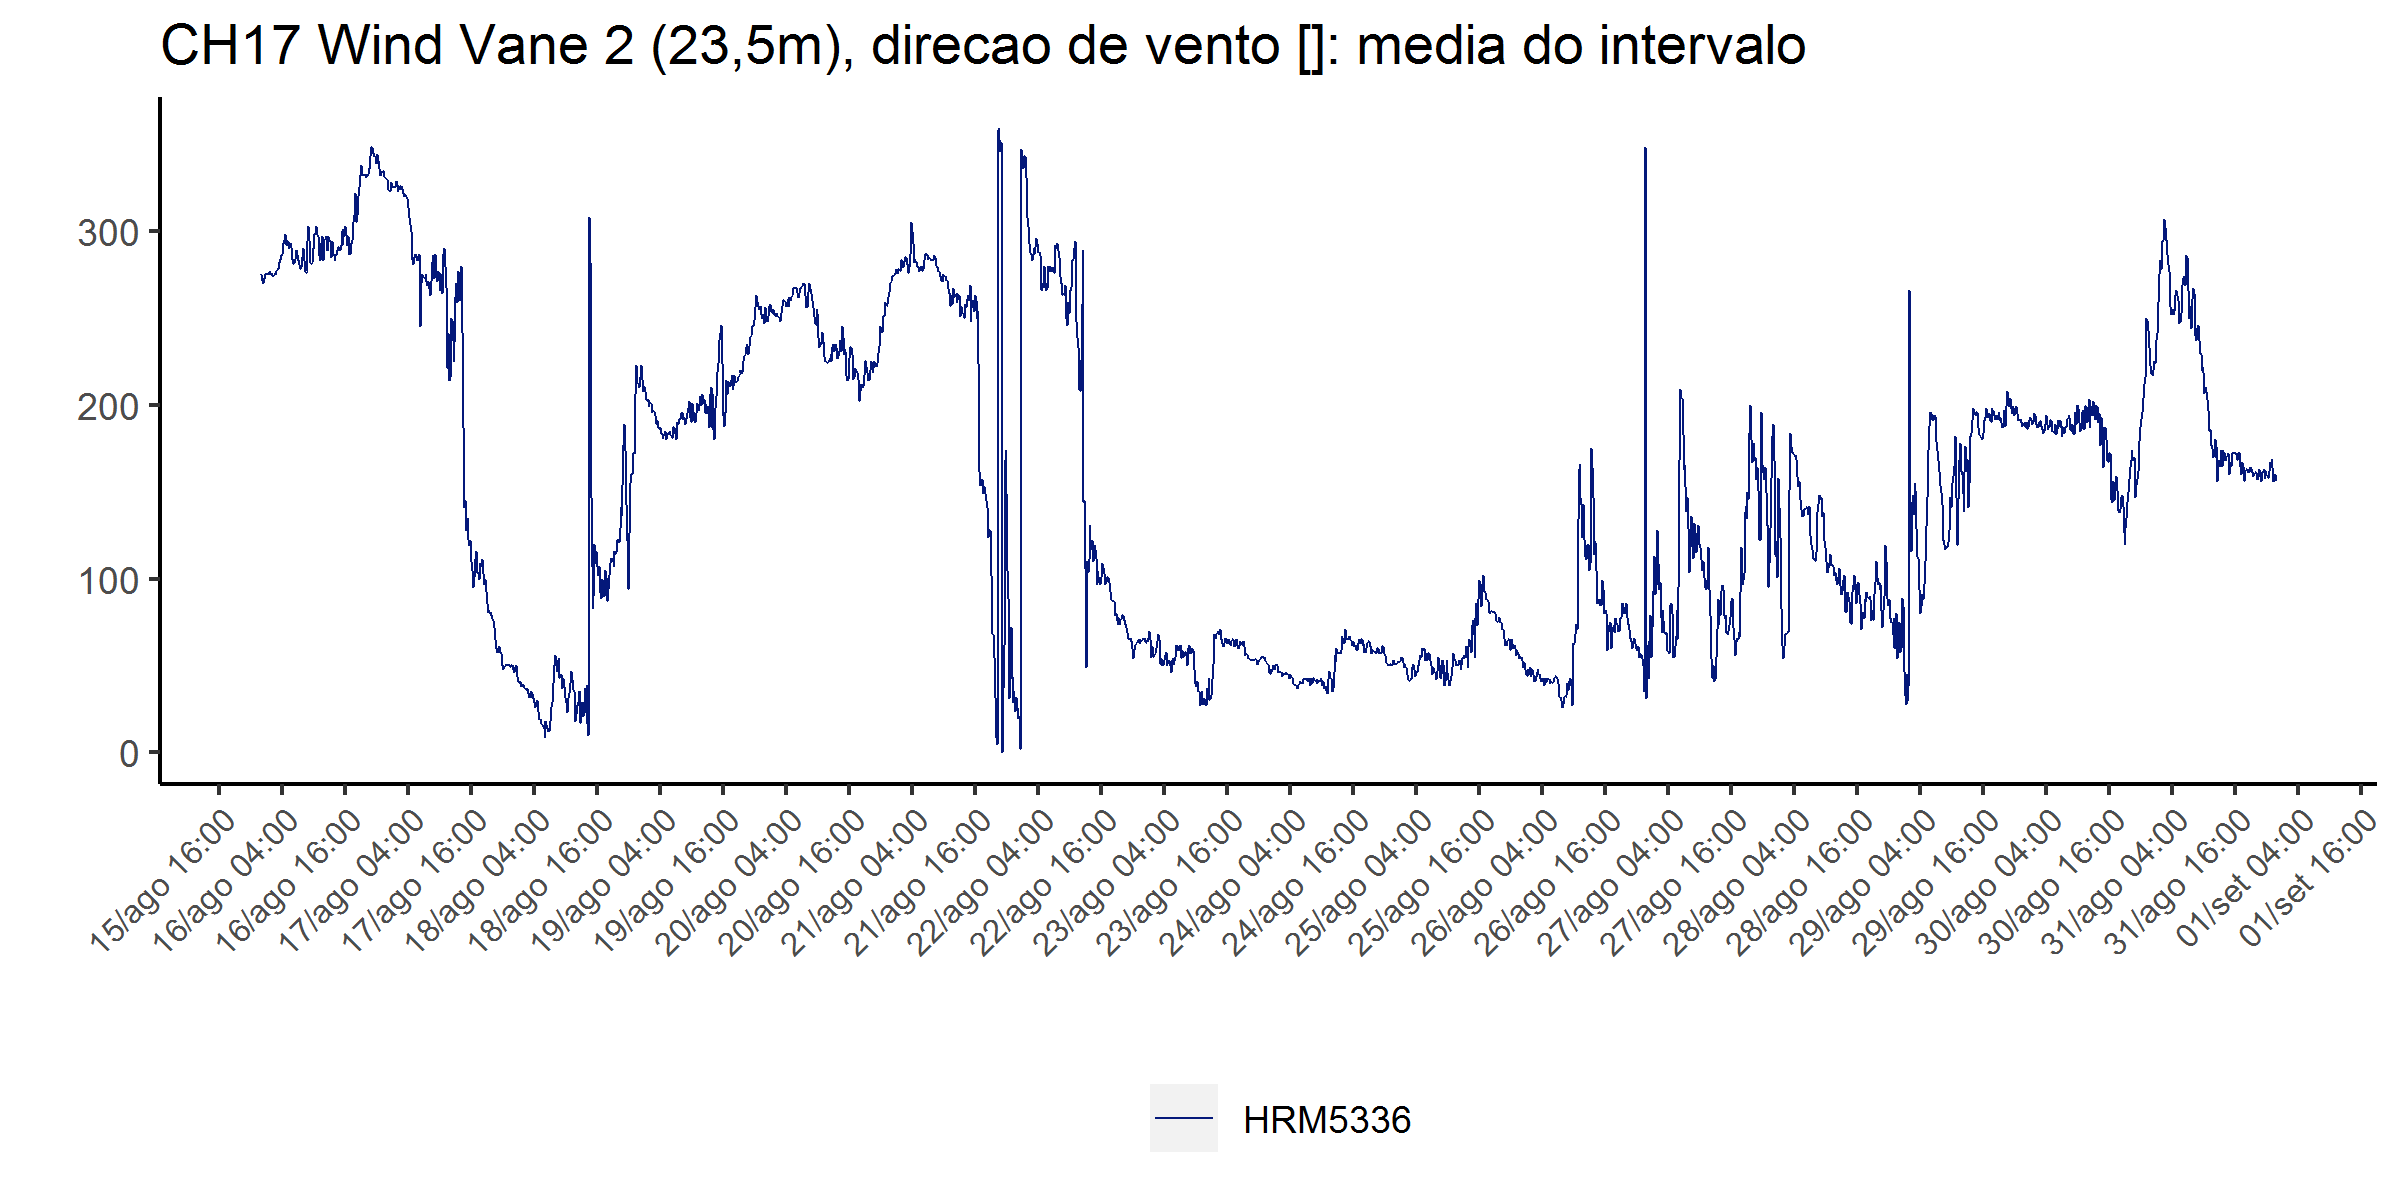 CH17 Wind Vane 2 (23,5m), direcao de vento []: media do intervalo
300
200
100
0
15/ago 16:00
16/ago 04:00
16/ago 16:00
17/ago 04:00
17/ago 16:00
18/ago 04:00
18/ago 16:00
19/ago 04:00
19/ago 16:00
20/ago 04:00
20/ago 16:00
21/ago 04:00
21/ago 16:00
22/ago 04:00
22/ago 16:00
23/ago 04:00
23/ago 16:00
24/ago 04:00
24/ago 16:00
25/ago 04:00
25/ago 16:00
26/ago 04:00
26/ago 16:00
27/ago 04:00
27/ago 16:00
28/ago 04:00
28/ago 16:00
29/ago 04:00
29/ago 16:00
30/ago 04:00
30/ago 16:00
31/ago 04:00
31/ago 16:00
01/set 04:00
01/set 16:00
HRM5336